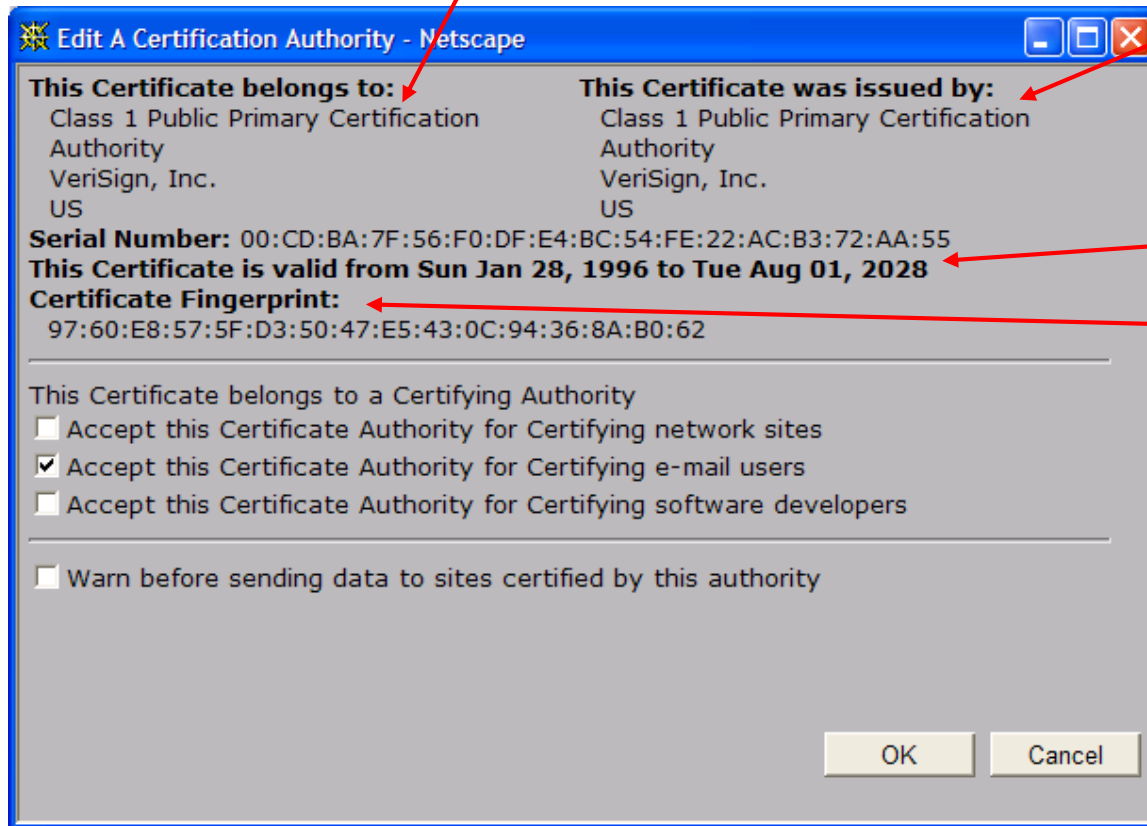 Edit A Certification Authority - Netscape
This Certificate belongs to: This Certificate was issued by:
Class 1 Public Primary Certification Class 1 Public Primary Certification
Authority Authority
VeriSign, Inc. VeriSign, Inc.
US US
Serial Number: 00:CD:BA:7F:56:F0:DF:E4:BC:54:FE:22:AC:B3:72:AA:55
This Certificate is valid from Sun Jan 28, 1996 to Tue Aug 01, 2028
Certificate Fingerprint:
97:60:E8:57:5F:D3:50:47:E5:43:0C:94:36:8A:B0:62
This Certificate belongs to a Certifying Authority
Accept this Certificate Authority for Certifying network sites
Accept this Certificate Authority for Certifying e-mail users
Accept this Certificate Authority for Certifying software developers
Warn before sending data to sites certified by this authority
OK Cancel